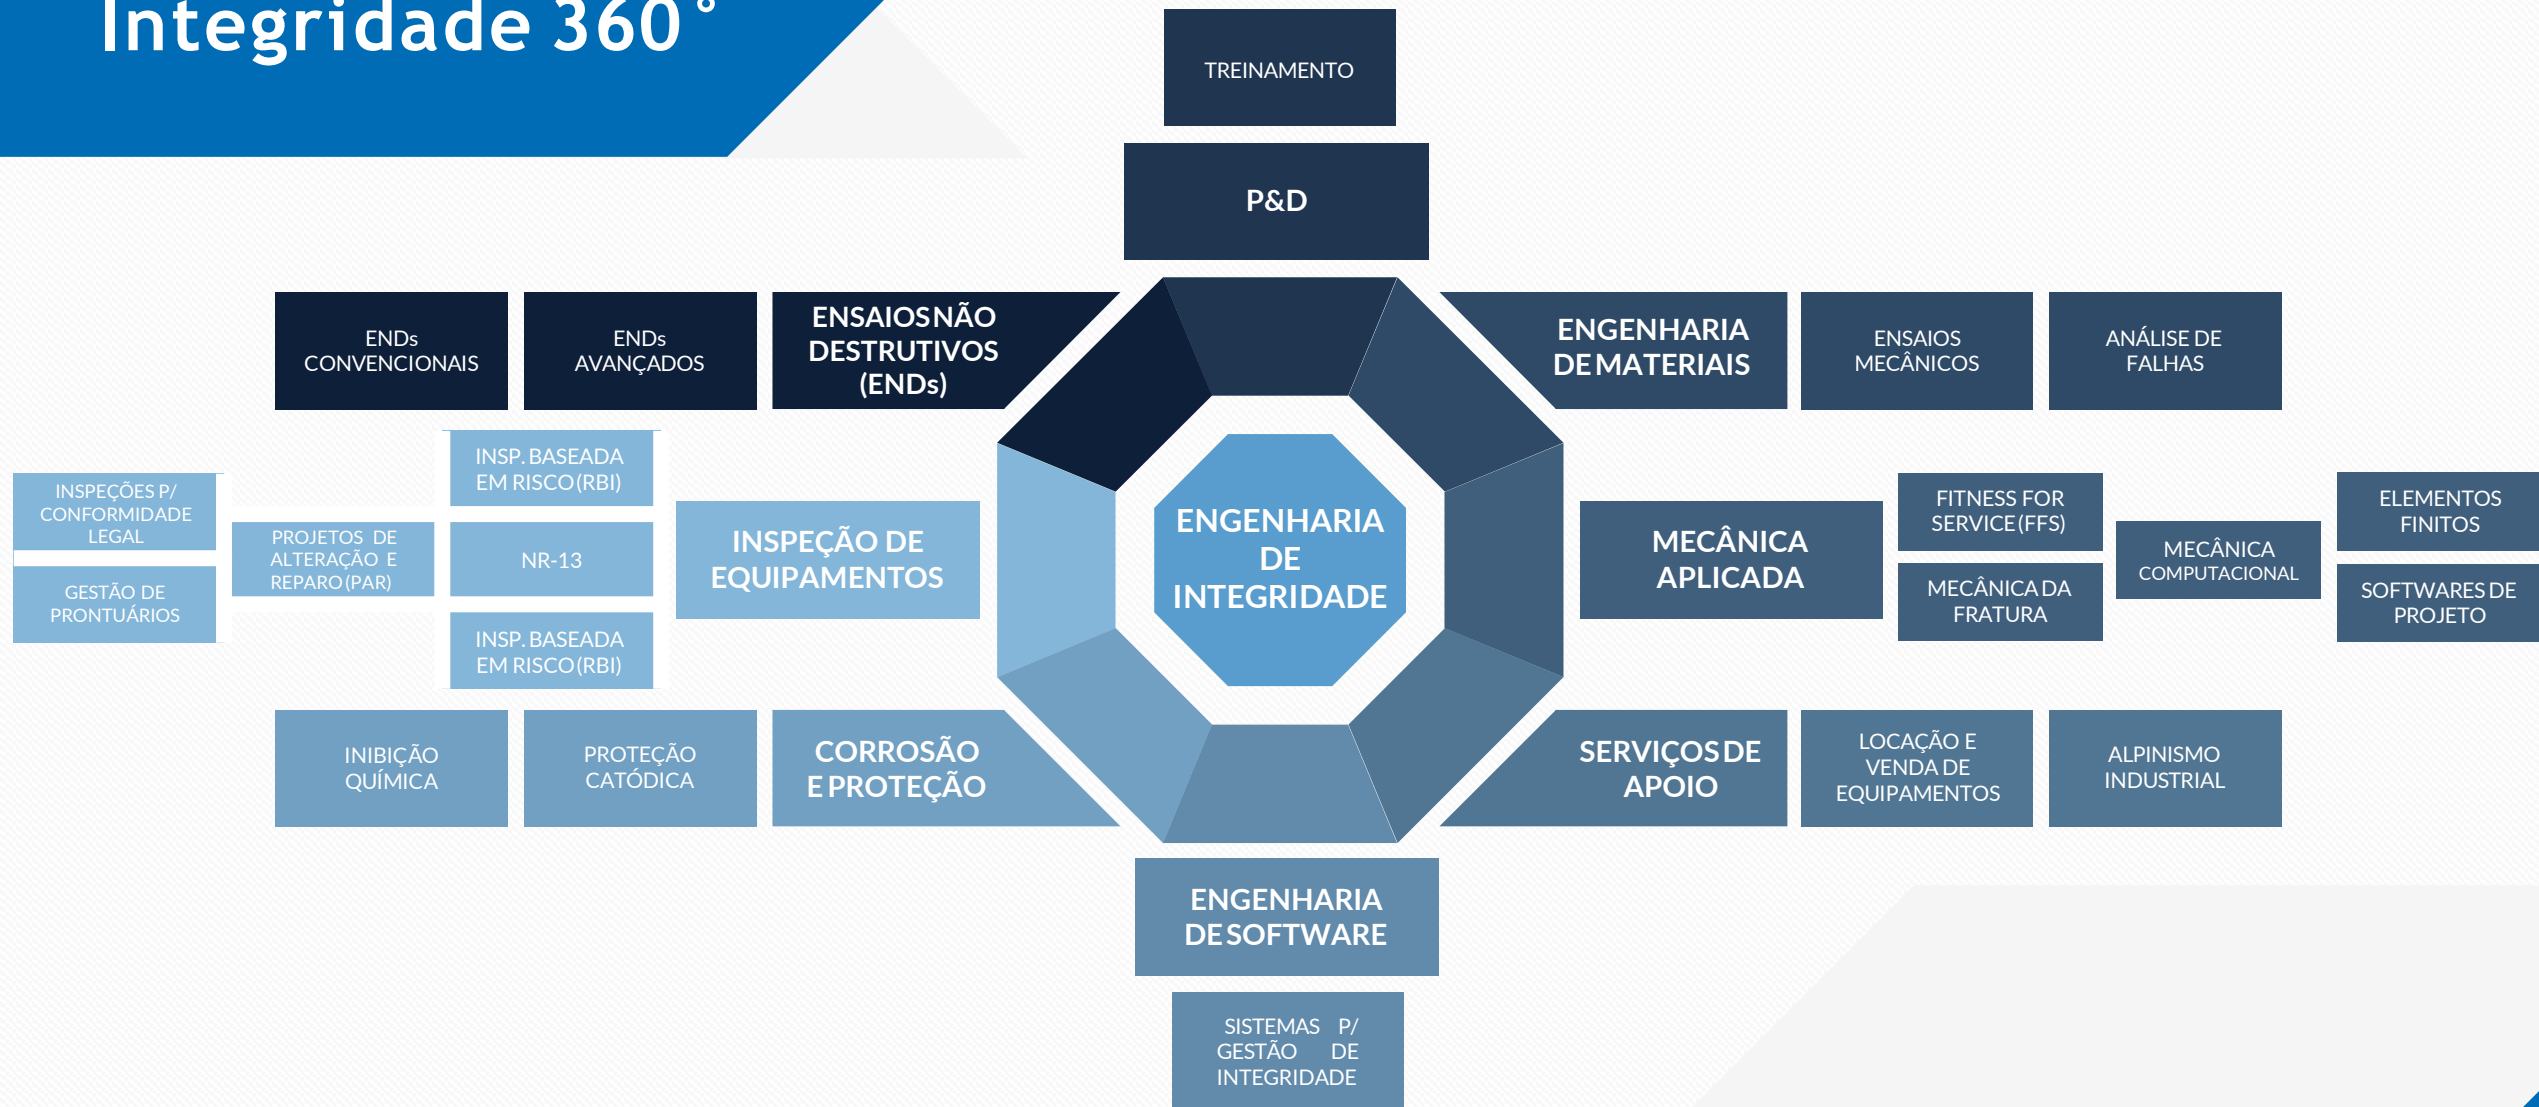 Integridade 360°
TREINAMENTO
P&D
ENDs
CONVENCIONAIS
ENDs
AVANÇADOS
ENSAIOS NÃO
DESTRUTIVOS
(ENDs)
ENGENHARIA
DE MATERIAIS
ENSAIOS
MECÂNICOS
ANÁLISE DE
FALHAS
INSPEÇÕES P/
CONFORMIDADE
LEGAL
GESTÃO DE
PRONTUÁRIOS
PROJETOS DE
ALTERAÇÃO E
REPARO (PAR)
INSP. BASEADA
EM RISCO (RBI)
NR-13
INSP. BASEADA
EM RISCO (RBI)
INSPEÇÃO DE
EQUIPAMENTOS
ENGENHARIA
DE
INTEGRIDADE
MECÂNICA
APLICADA
FITNESS FOR
SERVICE (FFS)
MECÂNICA DA
FRATURA
MECÂNICA
COMPUTACIONAL
ELEMENTOS
FINITOS
SOFTWARES DE
PROJETO
INIBIÇÃO
QUÍMICA
PROTEÇÃO
CATÓDICA
CORROSÃO
E PROTEÇÃO
SERVIÇOS DE
APOIO
LOCAÇÃO E
VENDA DE
EQUIPAMENTOS
ALPINISMO
INDUSTRIAL
ENGENHARIA
DE SOFTWARE
SISTEMAS P/
GESTÃO DE
INTEGRIDADE